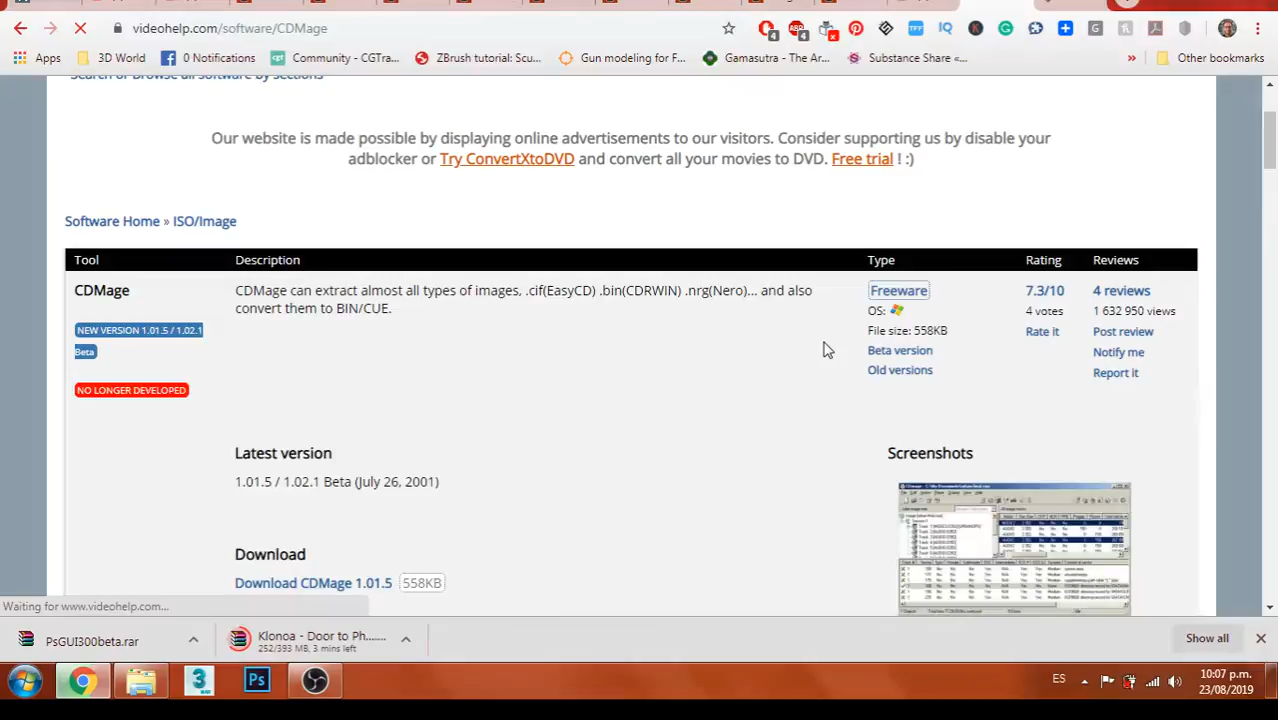 videohelp.com/software/CDMage
Apps
3D World
0 Notifications
Community - CGTra...
ZBrush tutorial: Scu...
Gun modeling for F...
Gamasutra - The Ar...
Substance Share «...
»
Other bookmarks
Search or Browse all software by sections
Our website is made possible by displaying online advertisements to our visitors. Consider supporting us by disable your
adblocker or Try ConvertXtoDVD and convert all your movies to DVD. Free trial ! :)
Software Home » ISO/Image
Tool Description Type Rating Reviews
CDMage CDMage can extract almost all types of images, .cif(EasyCD) .bin(CDRWIN) .nrg(Nero)... and also Freeware 7.3/10 4 reviews
convert them to BIN/CUE. OS: 4 votes 1 632 950 views
NEW VERSION 1.01.5 / 1.02.1 File size: 558KB Rate it Post review
Beta Beta version Notify me
Old versions Report it
NO LONGER DEVELOPED
Latest version Screenshots
1.01.5 / 1.02.1 Beta (July 26, 2001)
Download
Download CDMage 1.01.5 558KB
Waiting for www.videohelp.com...
PsGUI300beta.rar
Klonoa - Door to Ph....
252/393 MB, 3 mins left
Show all
Ps
ES
10:07 p.m.
23/08/2019